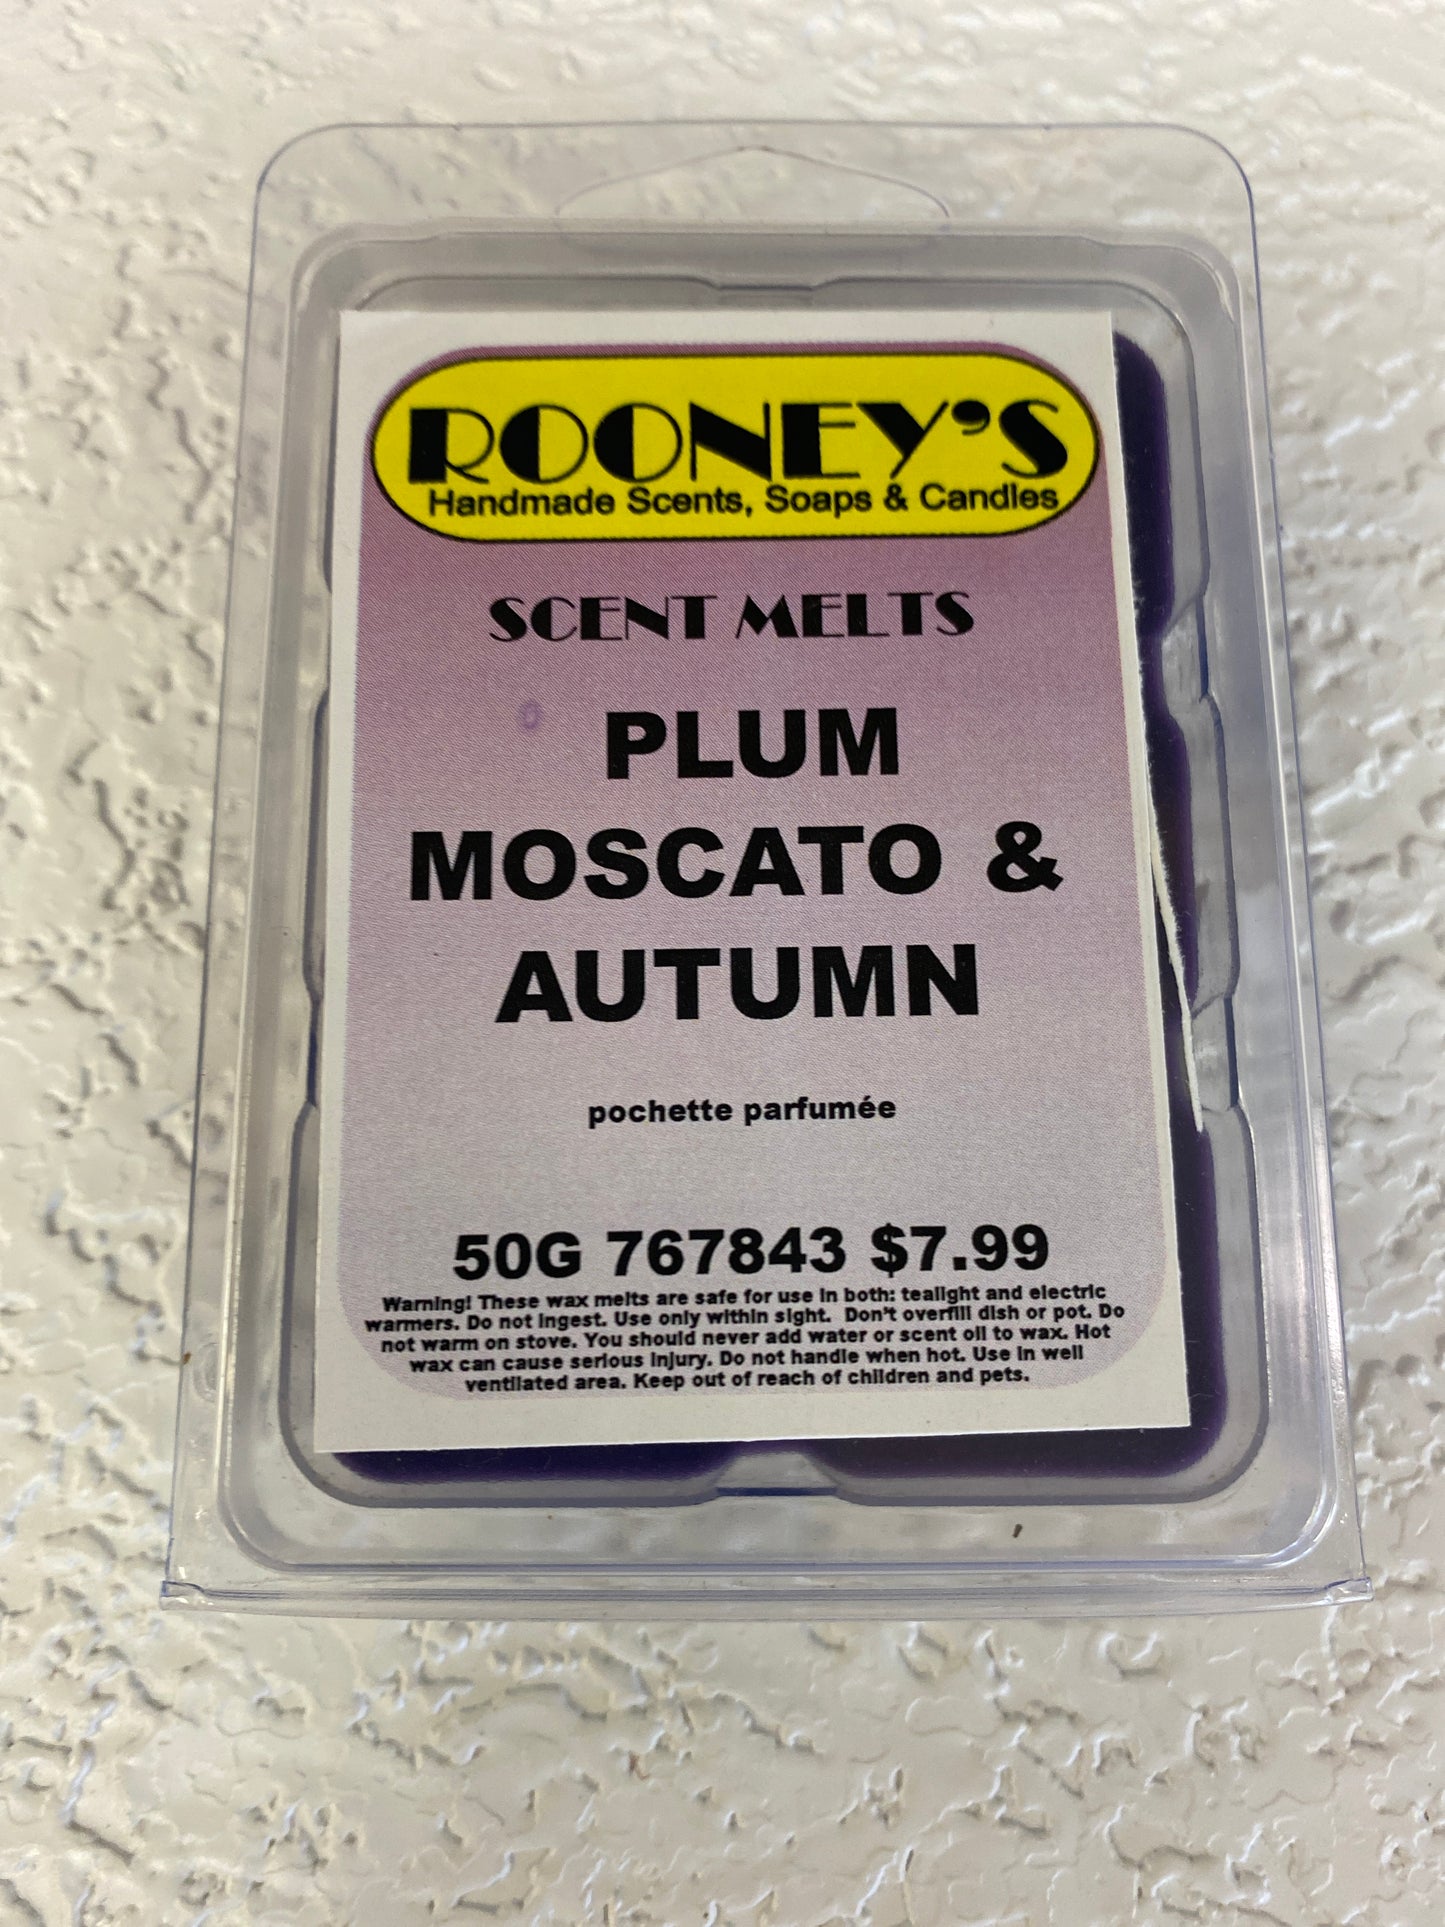 ROONEY'S
Handmade Scents, Soaps & Candles
SCENT MELTS
PLUM
MOSCATO &
AUTUMN
pochette parfumée
50G 767843 $7.99
Warning! These wax melts are safe for use in both: tealight and electric
warmers. Do not ingest. Use only within sight. Don't overfill dish or pot. Do
not warm on stove. You should never add water or scent oil to wax. Hot
wax can cause serious injury. Do not handle when hot. Use in well
ventilated area. Keep out of reach of children and pets.